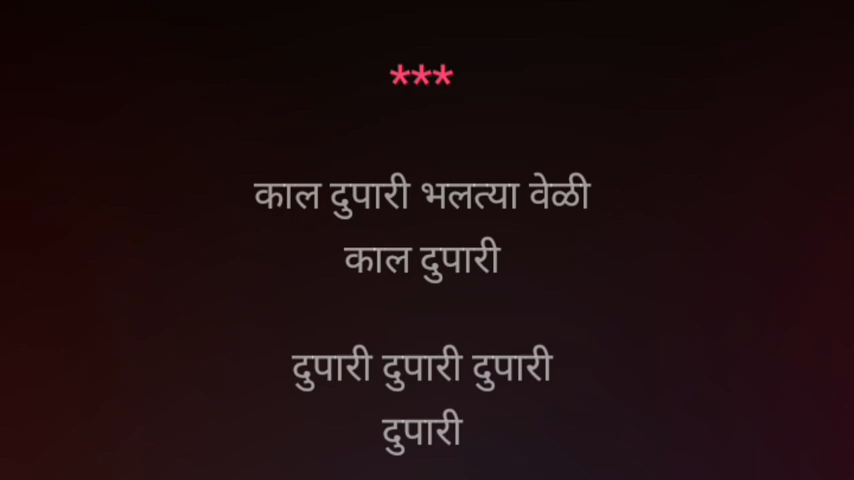 ***
काल दुपारी भलत्या वेळी
काल दुपारी
दुपारी दुपारी दुपारी
दुपारी